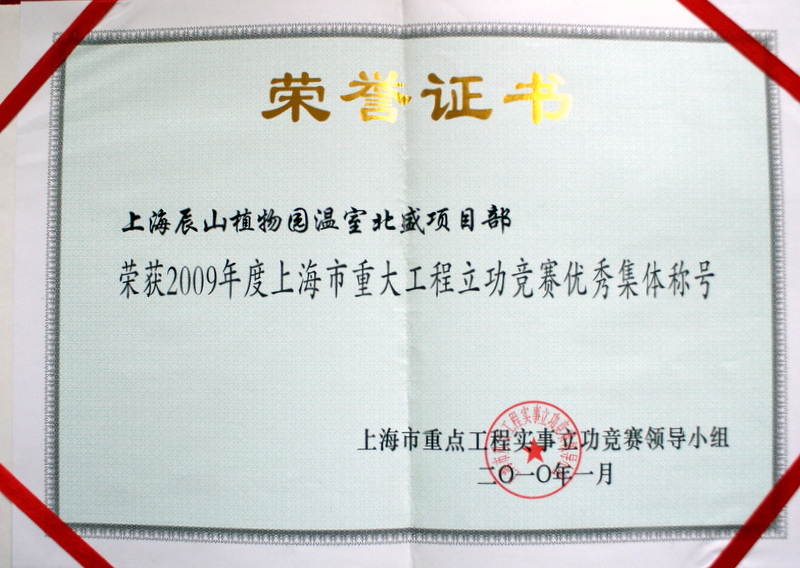 荣誉证书
上海辰山植物园温室北盛项目部
荣获2009年度上海市重大工程立功竞赛优秀集体称号
上海市重点工程实事立功竞赛领导小组
二〇一〇年一月